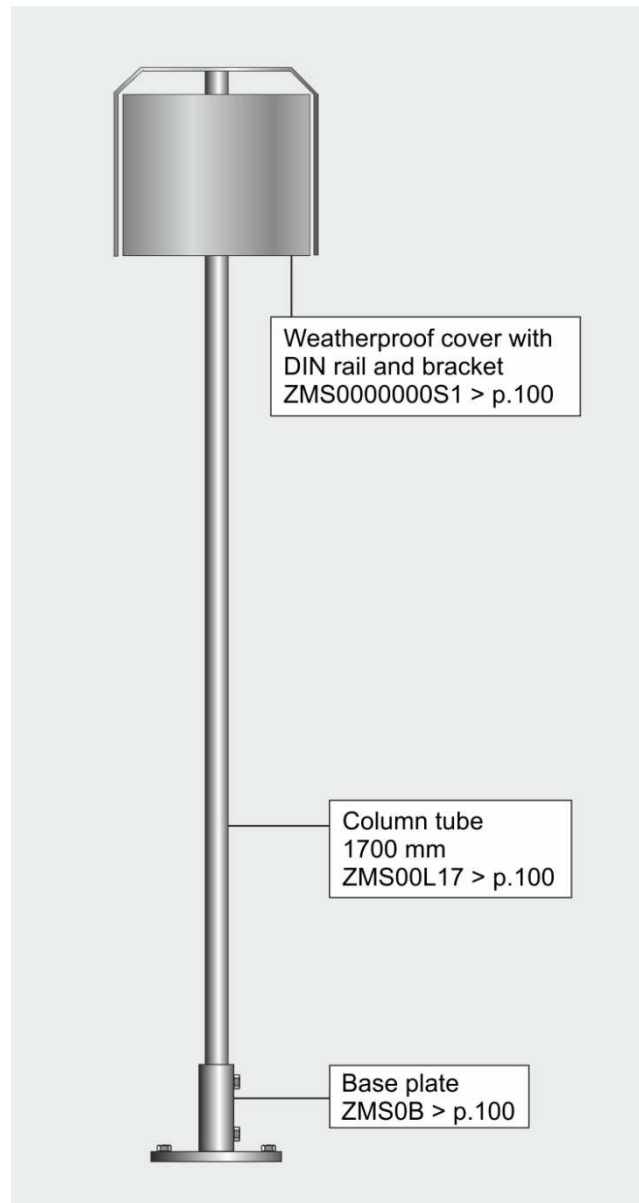 Weatherproof cover with
DIN rail and bracket
ZMS0000000S1 > p.100
Column tube
1700 mm
ZMS00L17 > p.100
Base plate
ZMS0B > p.100